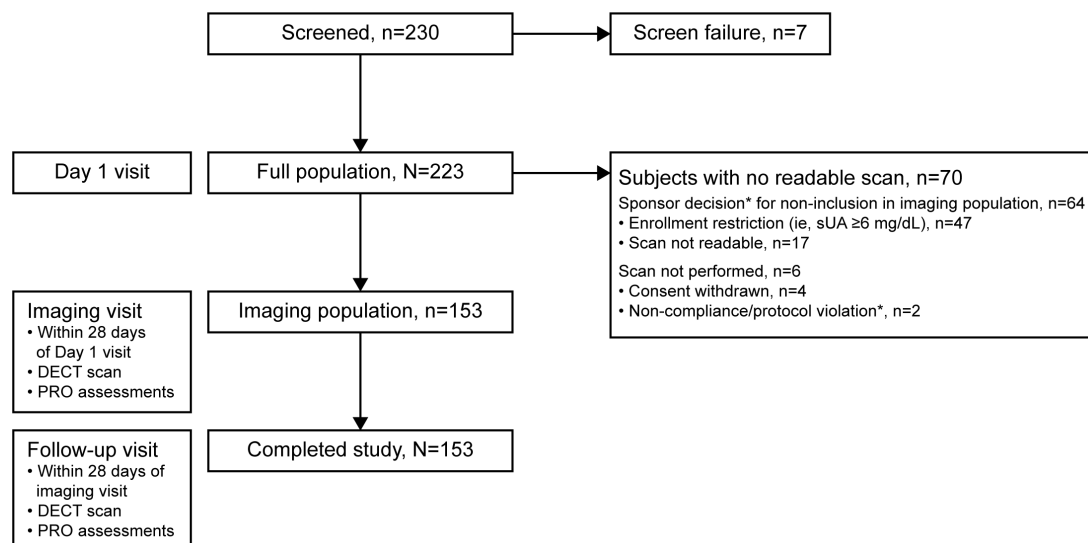 Screened, n=230
Screen failure, n=7
Day 1 visit
Full population, N=223
Subjects with no readable scan, n=70
Sponsor decision* for non-inclusion in imaging population, n=64
• Enrollment restriction (ie, sUA ≥6 mg/dL), n=47
• Scan not readable, n=17
Scan not performed, n=6
• Consent withdrawn, n=4
• Non-compliance/protocol violation*, n=2
Imaging visit
• Within 28 days
of Day 1 visit
• DECT scan
• PRO assessments
Imaging population, n=153
Follow-up visit
• Within 28 days of
imaging visit
• DECT scan
• PRO assessments
Completed study, N=153